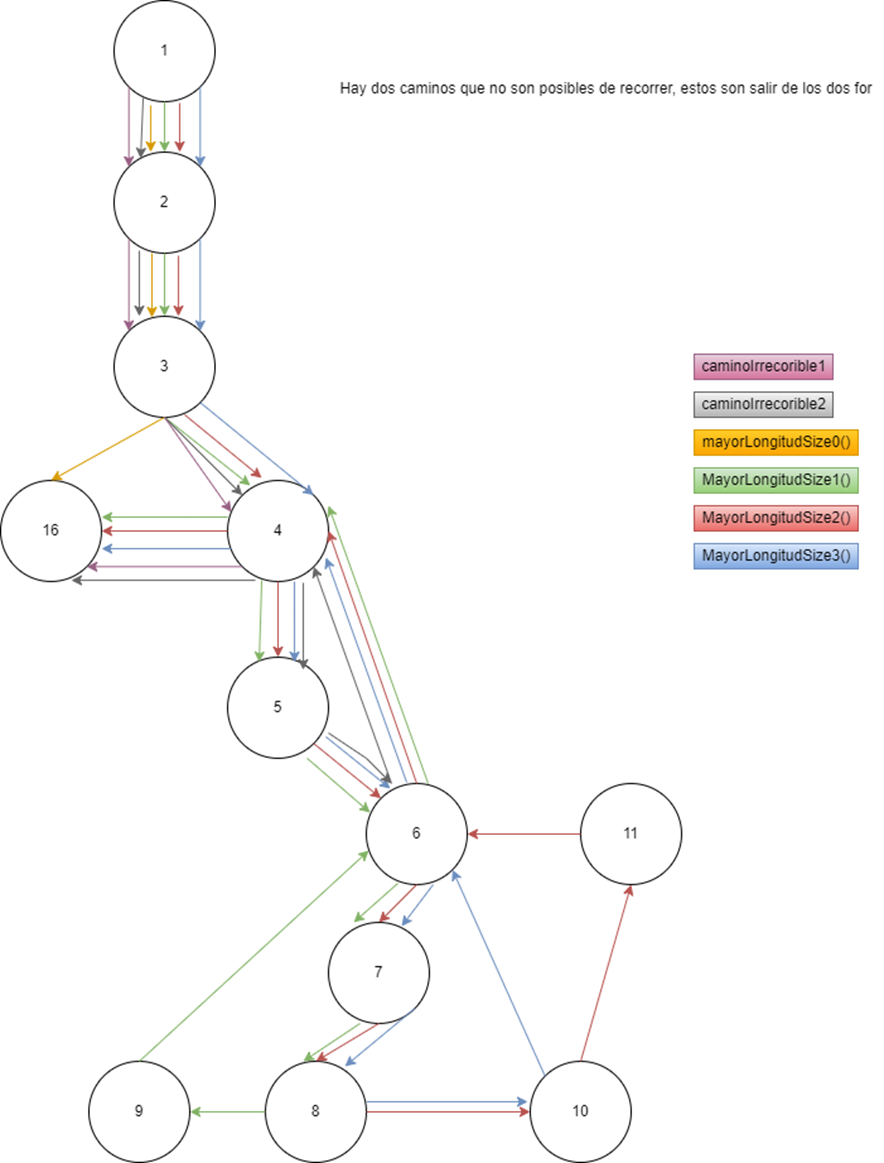 1
Hay dos caminos que no son posibles de recorrer, estos son salir de los dos for
2
3
caminoIrrecorible1
caminoIrrecorible2
mayorLongitudSize0()
MayorLongitudSize1()
16
4
MayorLongitudSize2()
MayorLongitudSize3()
5
6
11
7
9
8
10